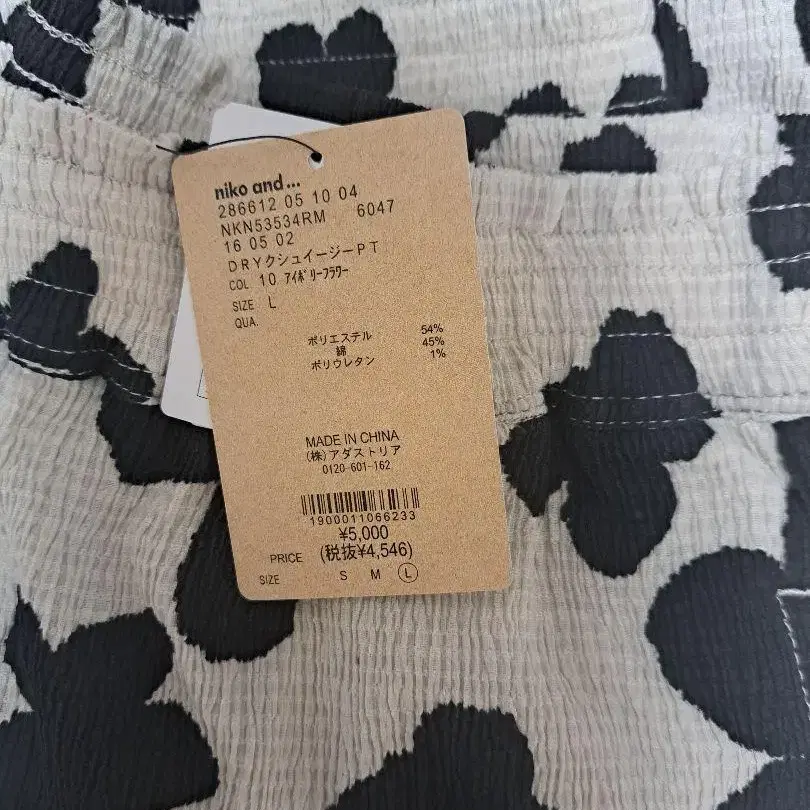 niko and...
286612 05 10 04
NKN53534RM 6047
16 05 02
DRYクシュイージーPT
COL 10 ｱｲﾎﾞﾘｰﾌﾗﾜｰ
SIZE L
QUA.
ポリエステル 54%
綿 45%
ポリウレタン 1%
MADE IN CHINA
(株)アダストリア
0120-601-162
1900011066233
¥5,000
PRICE (税抜¥4,546)
SIZE S M L